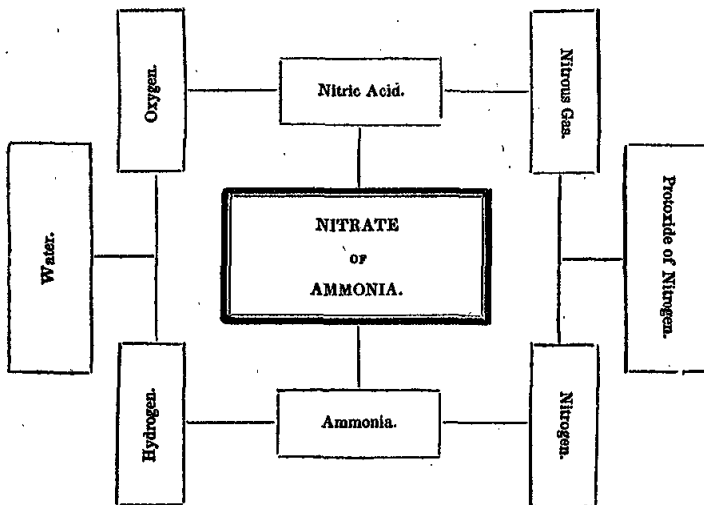 Oxygen.
Nitric Acid.
Nitrous Gas.
Water.
NITRATE
OF
AMMONIA.
Protoxide of Nitrogen.
Hydrogen.
Ammonia.
Nitrogen.